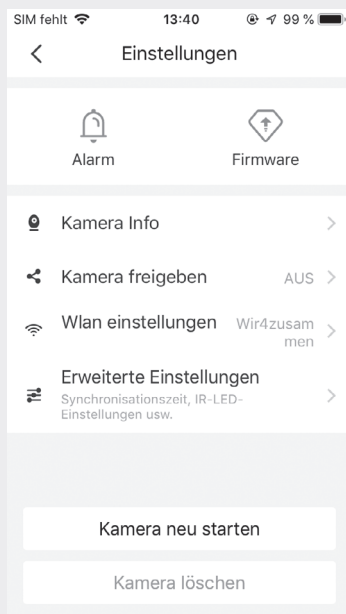 SIM fehlt 13:40 99 %
Einstellungen
Alarm Firmware
Kamera Info
Kamera freigeben AUS
Wlan einstellungen Wir4zusam
men
Erweiterte Einstellungen
Synchronisationszeit, IR-LED-
Einstellungen usw.
Kamera neu starten
Kamera löschen